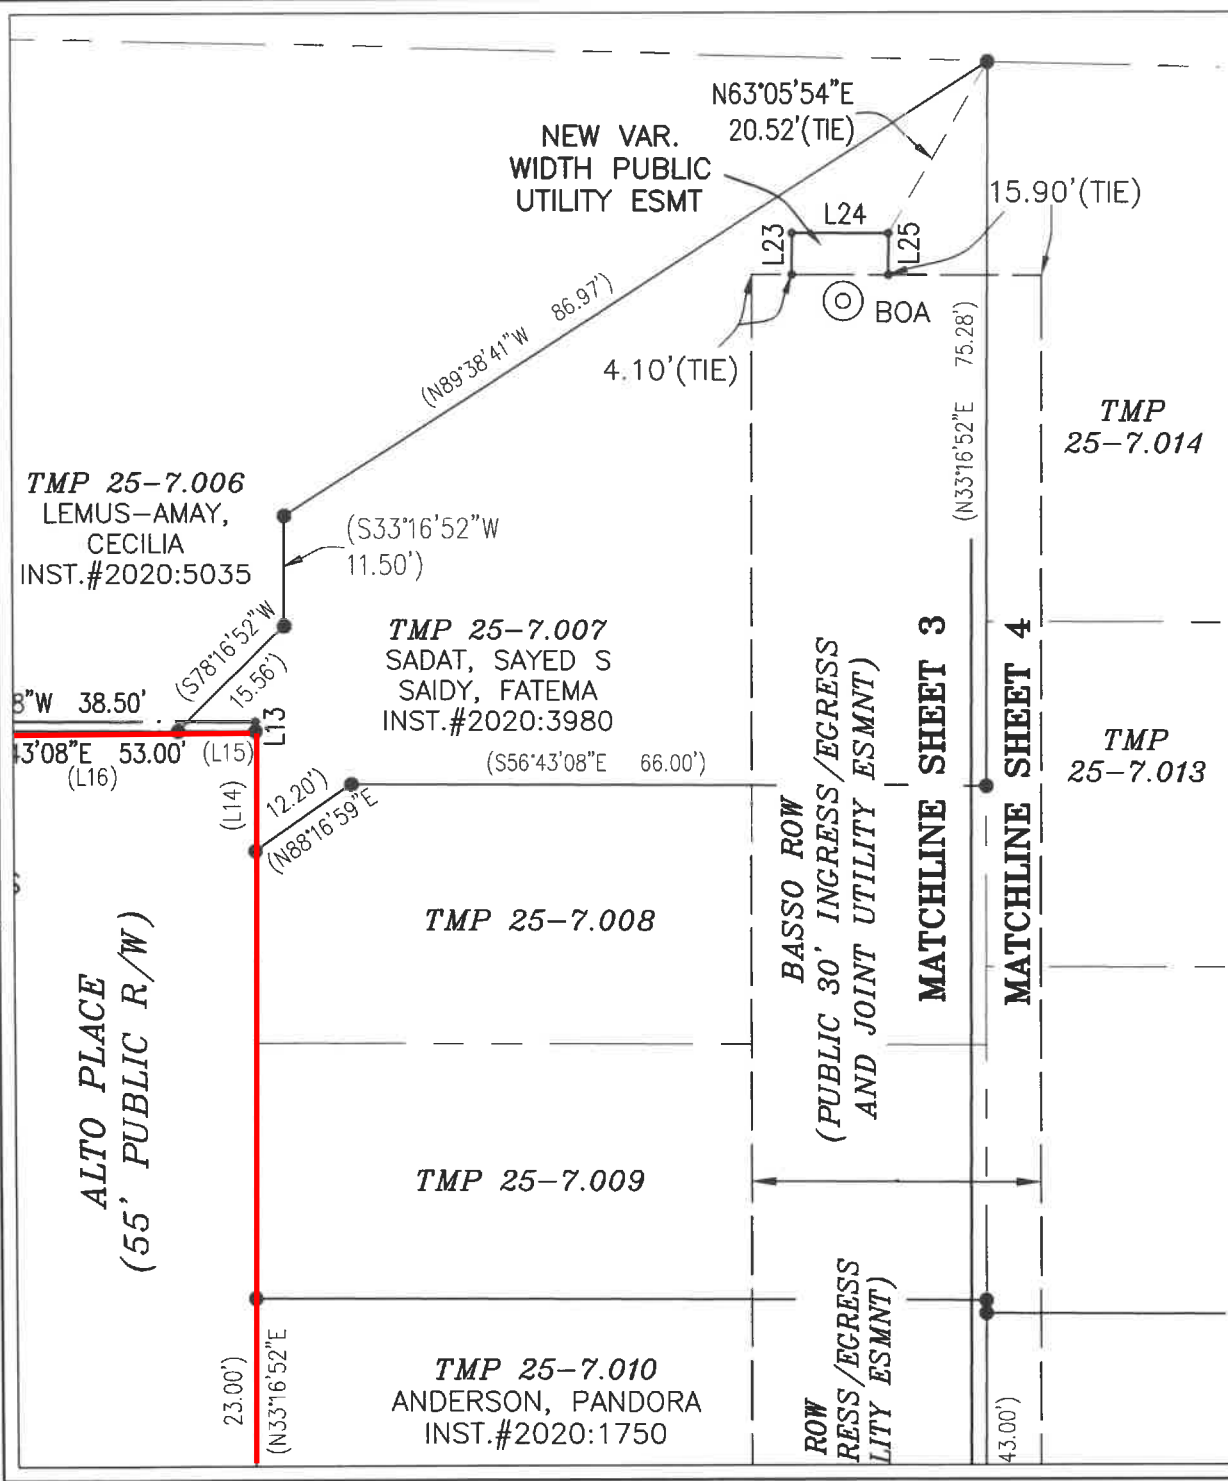 N63°05'54"E
20.52'(TIE)
NEW VAR.
WIDTH PUBLIC
UTILITY ESMT
15.90'(TIE)
L24
L23
L25
BOA
4.10'(TIE)
(N89°38'41"W 86.97')
(N33°16'52"E 75.28')
TMP
25-7.014
TMP 25-7.006
LEMUS-AMAY,
CECILIA
INST.#2020:5035
(S33°16'52"W
11.50')
(S78°16'52"W
15.56')
TMP 25-7.007
SADAT, SAYED S
SAIDY, FATEMA
INST.#2020:3980
8"W 38.50'
L13
43'08"E 53.00'
(L15)
(L16)
(L14)
12.20')
(N88°16'59"E
(S56°43'08"E 66.00')
TMP
25-7.013
MATCHLINE SHEET 3
MATCHLINE SHEET 4
BASSO ROW
(PUBLIC 30' INGRESS/EGRESS
AND JOINT UTILITY ESMNT)
TMP 25-7.008
ALTO PLACE
(55' PUBLIC R/W)
TMP 25-7.009
23.00')
(N33°16'52"E
TMP 25-7.010
ANDERSON, PANDORA
INST.#2020:1750
ROW
RESS/EGRESS
LITY ESMNT)
43.00')